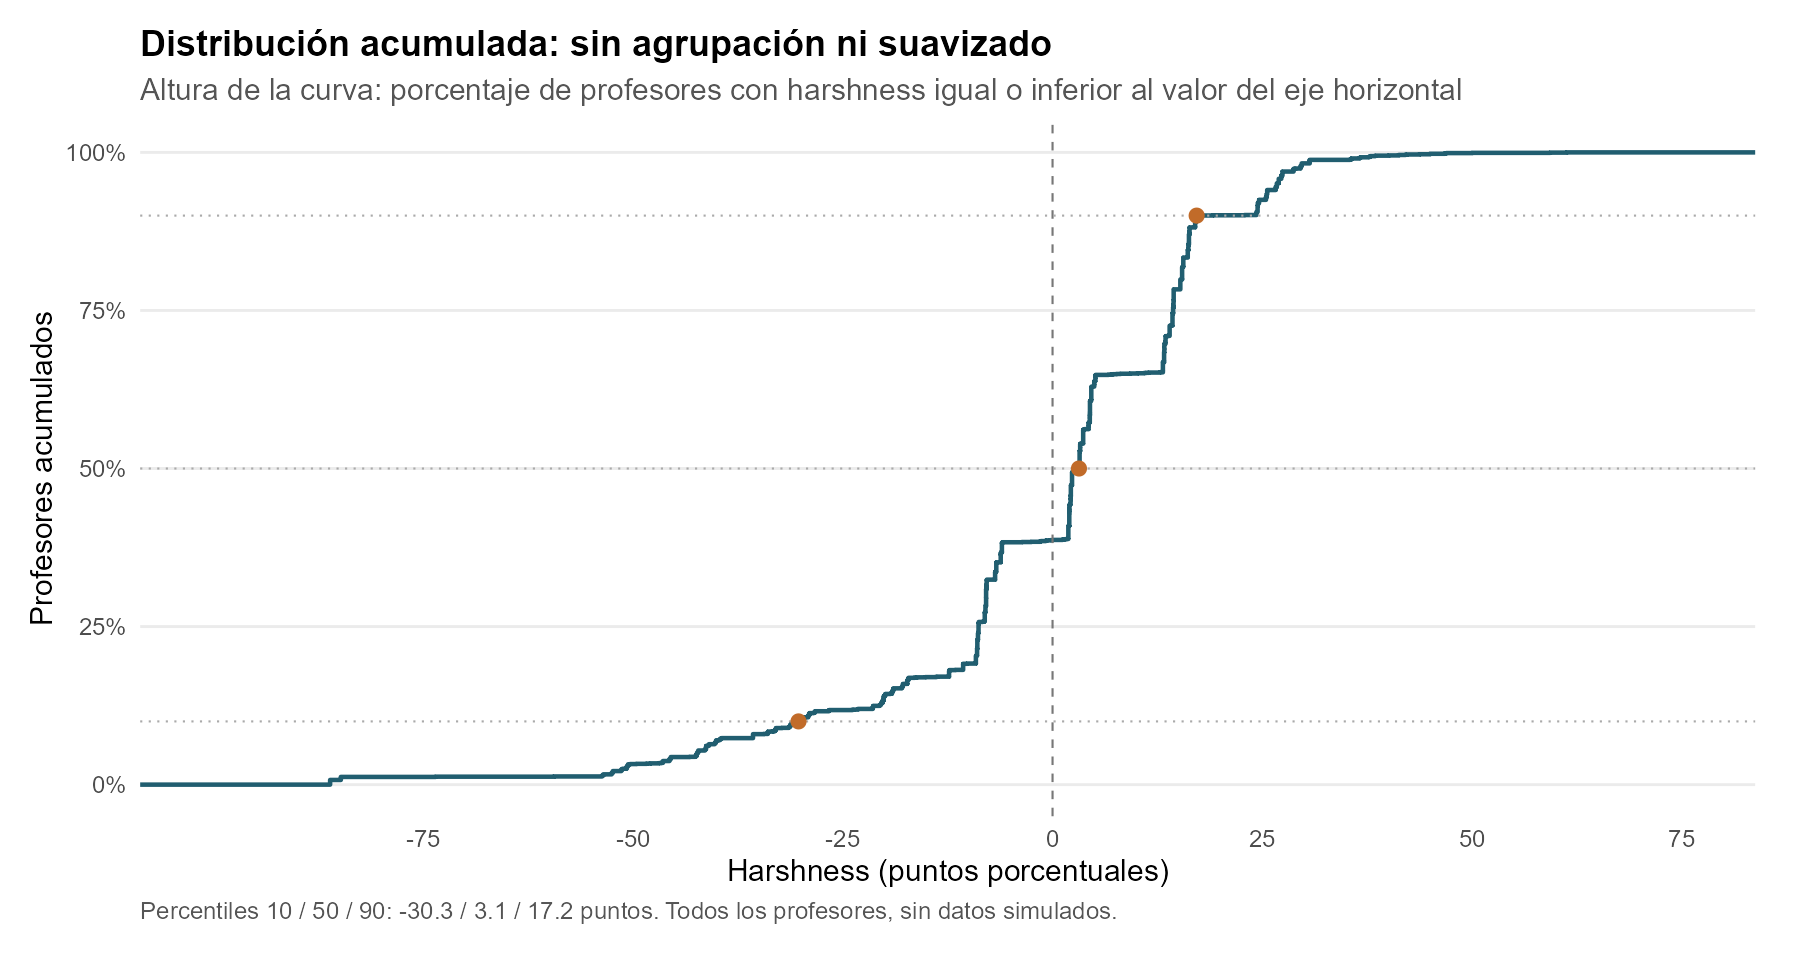 Distribución acumulada: sin agrupación ni suavizado
Altura de la curva: porcentaje de profesores con harshness igual o inferior al valor del eje horizontal
Profesores acumulados
100%
75%
50%
25%
0%
-75
-50
-25
0
25
50
75
Harshness (puntos porcentuales)
Percentiles 10 / 50 / 90: -30.3 / 3.1 / 17.2 puntos. Todos los profesores, sin datos simulados.